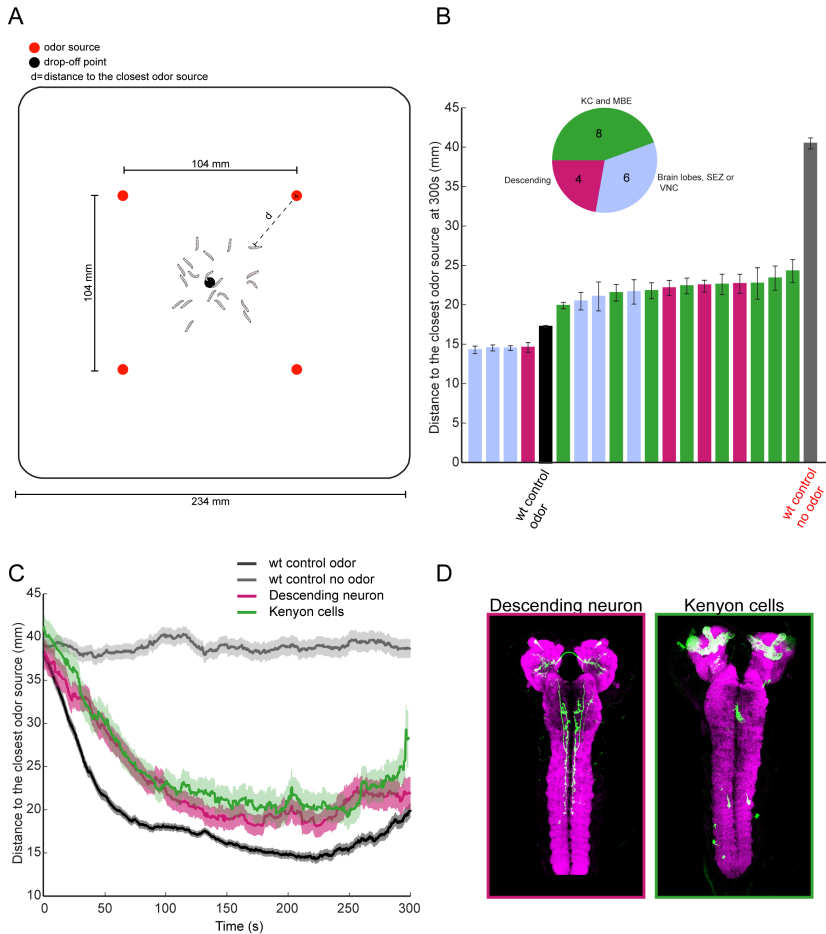 A
odor source
drop-off point
d=distance to the closest odor source
104 mm
d
104 mm
234 mm
B
Distance to the closest odor source at 300s (mm)
45
40
35
30
25
20
15
10
5
0
KC and MBE
8
Descending
4
6
Brain lobes, SEZ or
VNC
wt control
odor
wt control
no odor
C
wt control odor
wt control no odor
Descending neuron
Kenyon cells
Distance to the closest odor source (mm)
45
40
35
30
25
20
15
10
0
50
100
150
200
250
300
Time (s)
D
Descending neuron
Kenyon cells